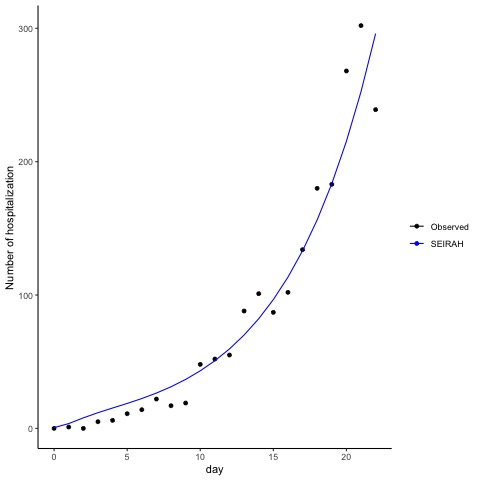 300
200
100
0
Number of hospitalization
0 5 10 15 20
day
Observed
SEIRAH